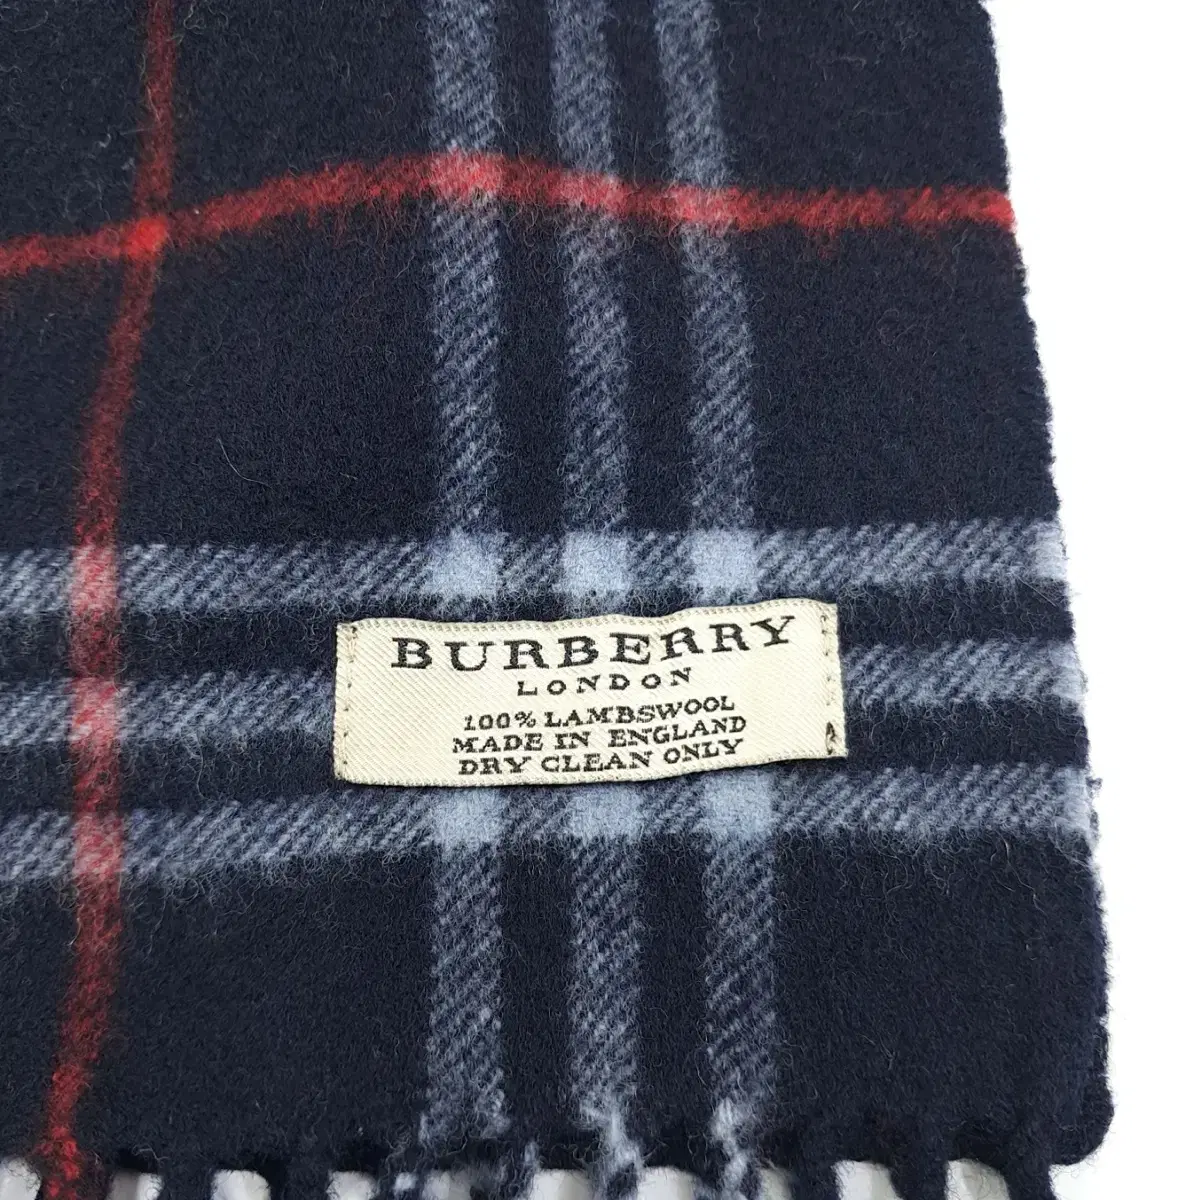 BURBERRY
LONDON
100% LAMBSWOOL
MADE IN ENGLAND
DRY CLEAN ONLY